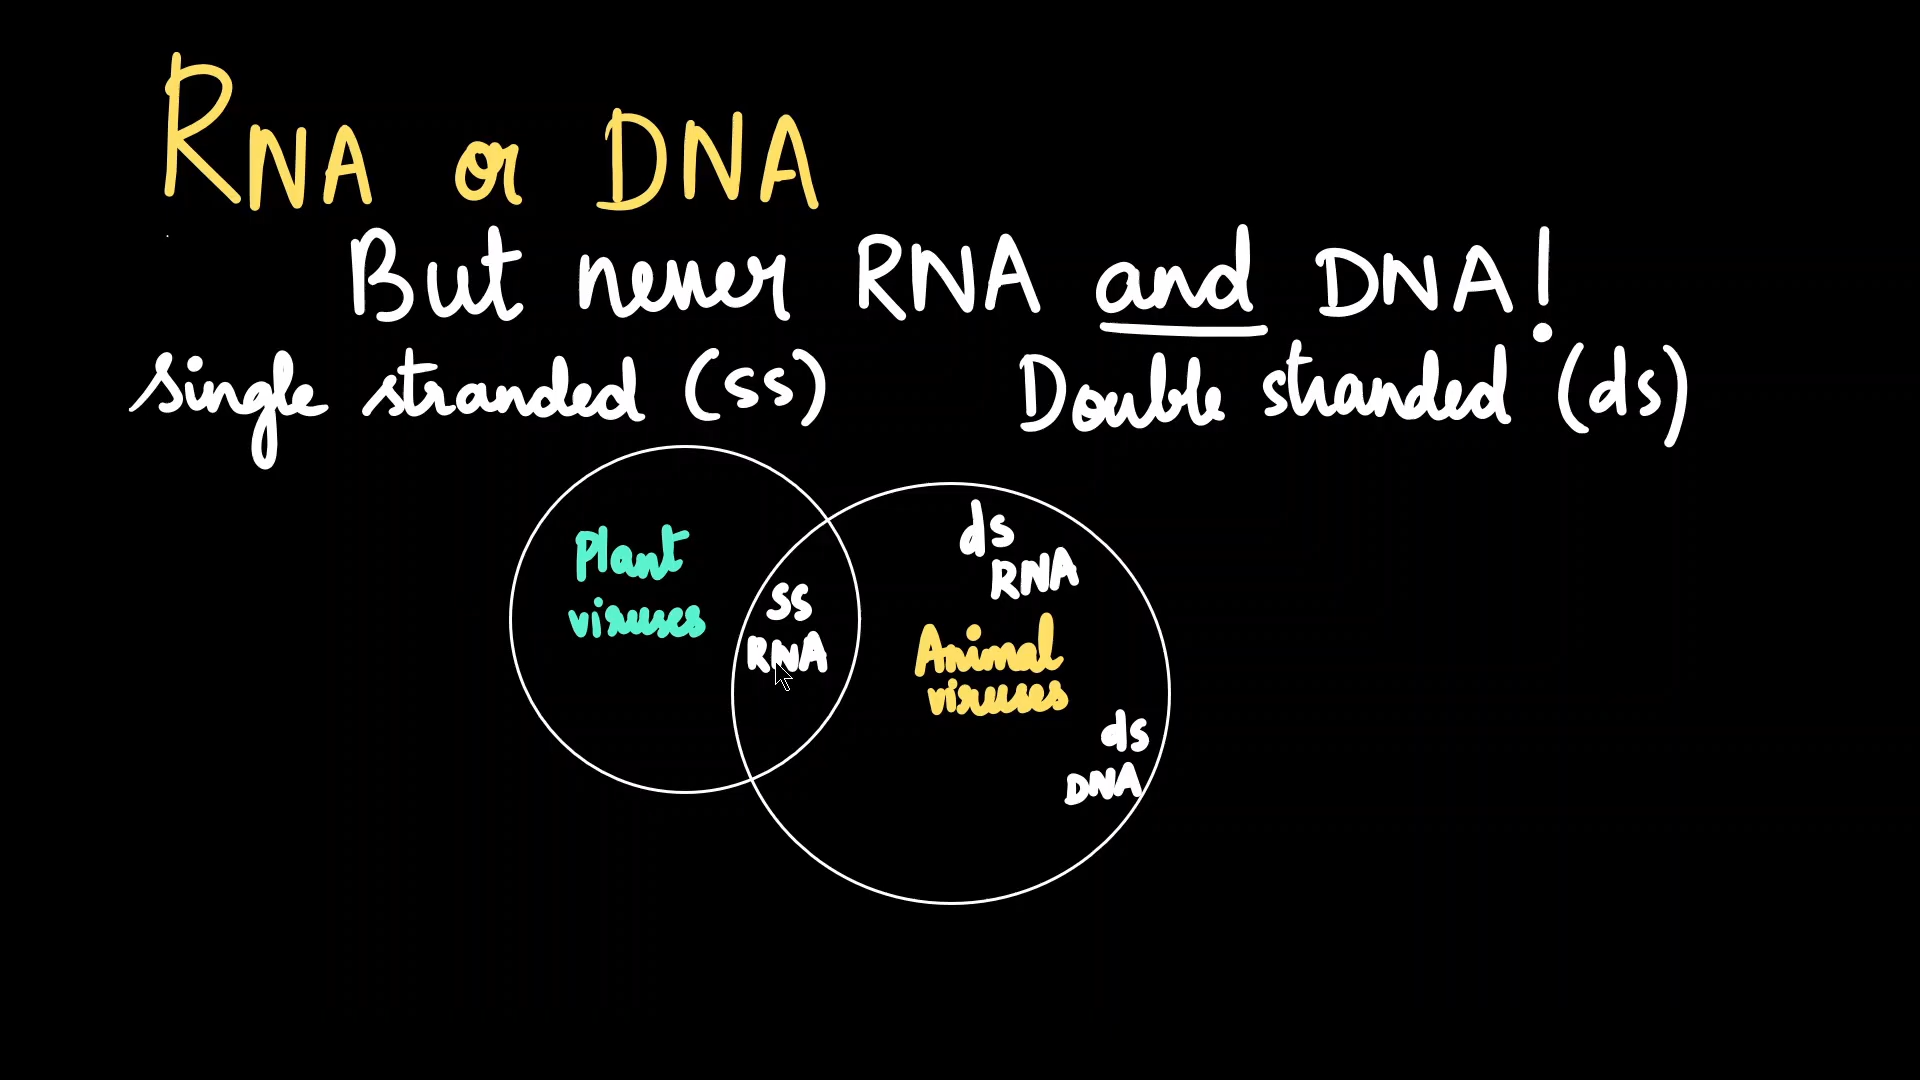 RNA or DNA
But never RNA and DNA!
Single stranded (ss)
Double stranded (ds)
Plant
viruses
ss
RNA
ds
RNA
Animal
viruses
ds
DNA